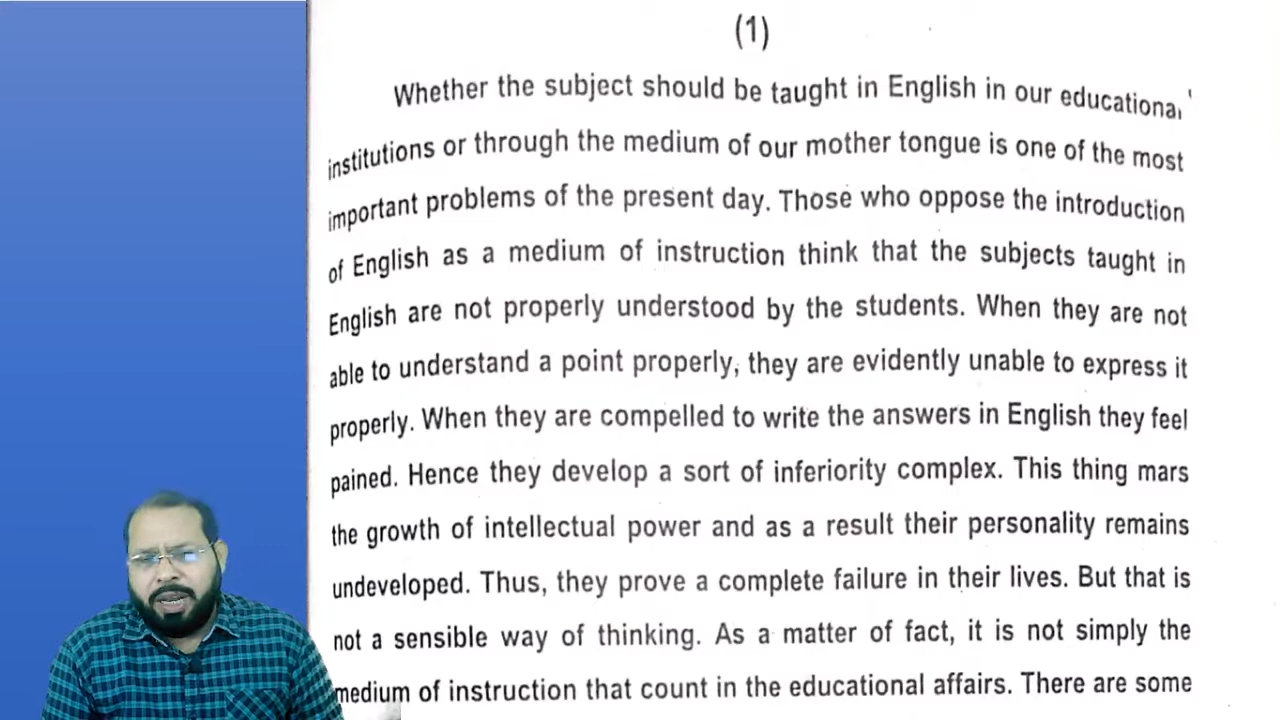 (1)
Whether the subject should be taught in English in our educational
institutions or through the medium of our mother tongue is one of the most
important problems of the present day. Those who oppose the introduction
of English as a medium of instruction think that the subjects taught in
English are not properly understood by the students. When they are not
able to understand a point properly, they are evidently unable to express it
properly. When they are compelled to write the answers in English they feel
pained. Hence they develop a sort of inferiority complex. This thing mars
the growth of intellectual power and as a result their personality remains
undeveloped. Thus, they prove a complete failure in their lives. But that is
not a sensible way of thinking. As a matter of fact, it is not simply the
medium of instruction that count in the educational affairs. There are some